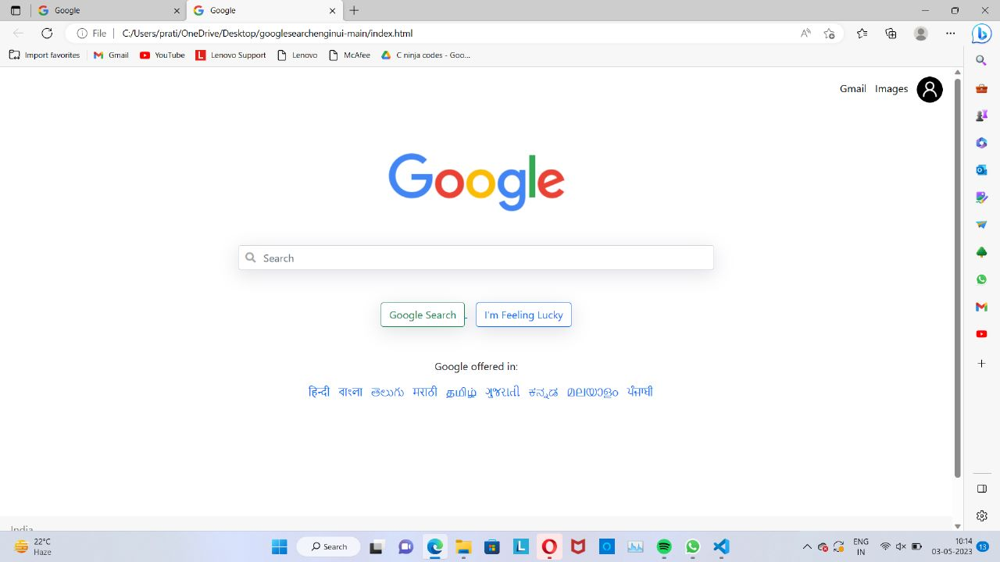 Google
Google
File
C:/Users/prati/OneDrive/Desktop/googlesearchenginui-main/index.html
Import favorites
Gmail
YouTube
Lenovo Support
Lenovo
McAfee
C ninja codes - Goo...
Gmail Images
Google
Search
Google Search
I'm Feeling Lucky
Google offered in:
हिन्दी বাংলা తెలుగు मराठी தமிழ் ગુજરાતી ಕನ್ನಡ മലയാളം ਪੰਜਾਬੀ
India
22°C
Haze
Search
ENG
IN
10:14
03-05-2023
13